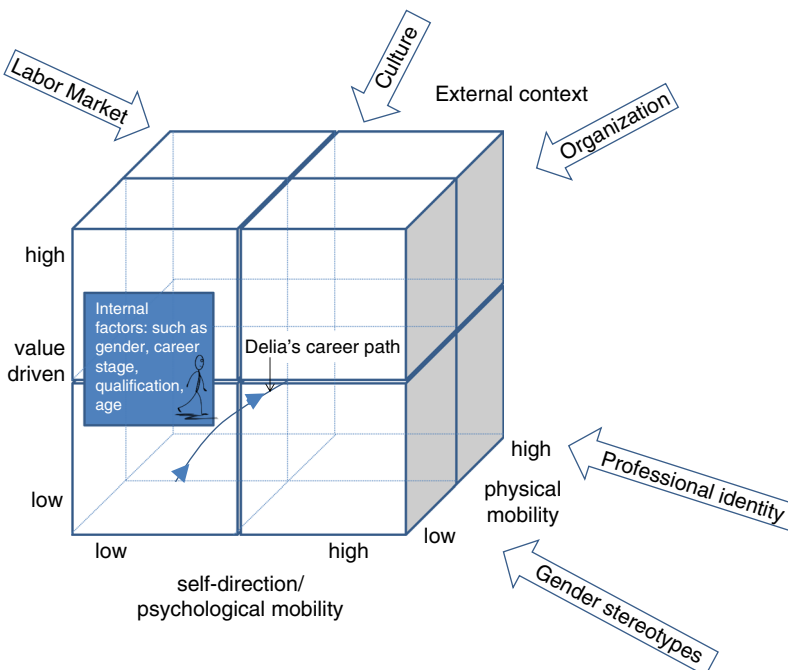 Labor Market
Culture
External context
Organization
high
Internal
factors: such as
gender, career
stage,
qualification,
age
value
driven
Delia's career path
low
high
physical
mobility
low
low
high
self-direction/
psychological mobility
Professional identity
Gender stereotypes